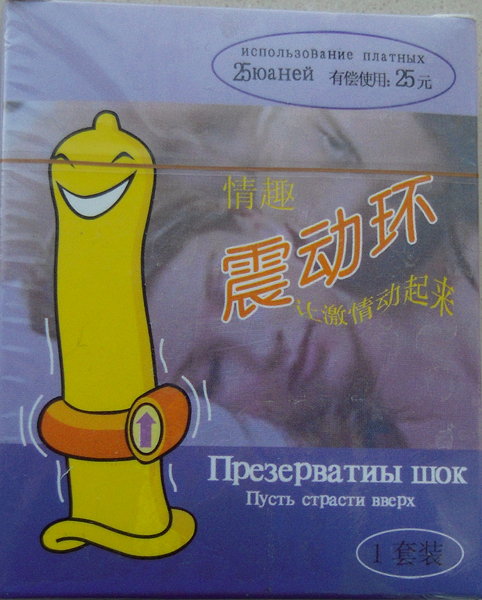 использование платных
25юаней 有偿使用: 25元
情趣
震动环
让激情动起来
Презерватиы шок
Пусть страсти вверх
1 套装